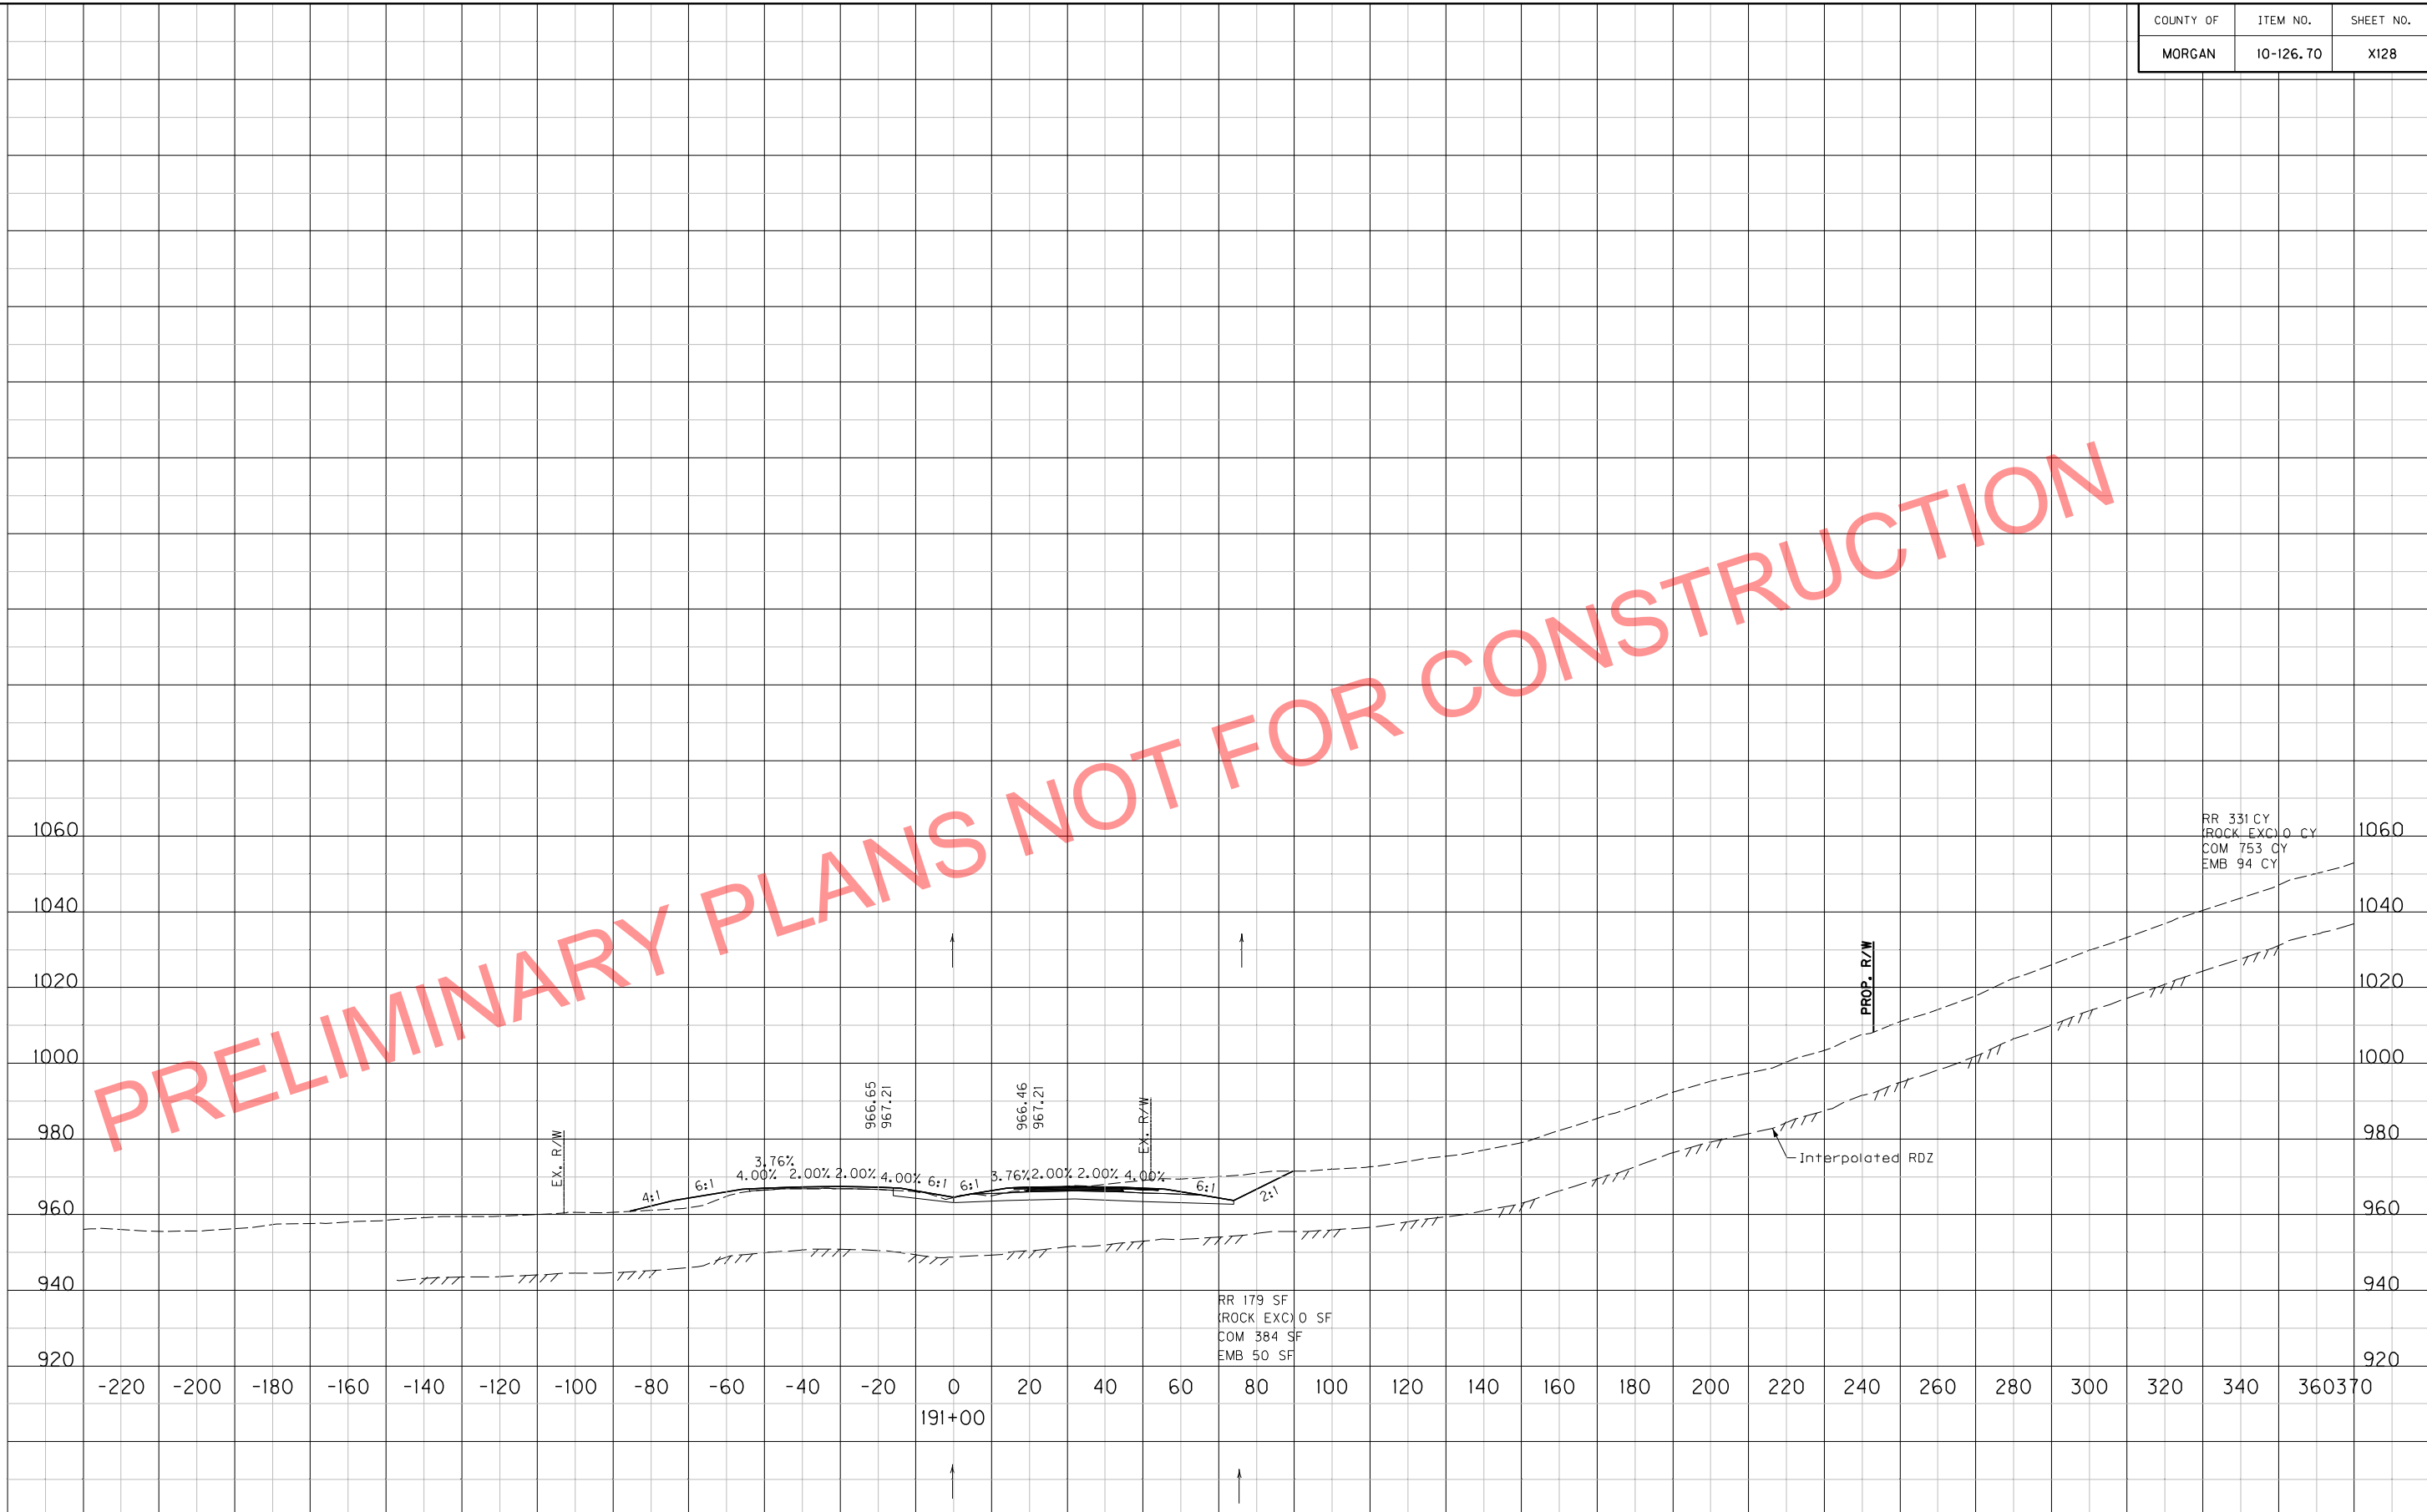 COUNTY OF ITEM NO. SHEET NO.
MORGAN 10-126.70 X128
PRELIMINARY PLANS NOT FOR CONSTRUCTION
RR 331 CY
(ROCK EXC) 0 CY
COM 753 CY
EMB 94 CY
1060 1060
1040 1040
1020 1020
1000 1000
980 980
960 960
940 940
920 920
PROP. R/W
966.65
967.21
966.46
967.21
EX. R/W
EX. R/W
Interpolated RDZ
3.76%
4:1 6:1 4.00% 2.00% 2.00% 4.00% 6:1 6:1 3.76% 2.00% 2.00% 4.00% 6:1 2:1
RR 179 SF
(ROCK EXC) 0 SF
COM 384 SF
EMB 50 SF
-220 -200 -180 -160 -140 -120 -100 -80 -60 -40 -20 0 20 40 60 80 100 120 140 160 180 200 220 240 260 280 300 320 340 360 370
191+00